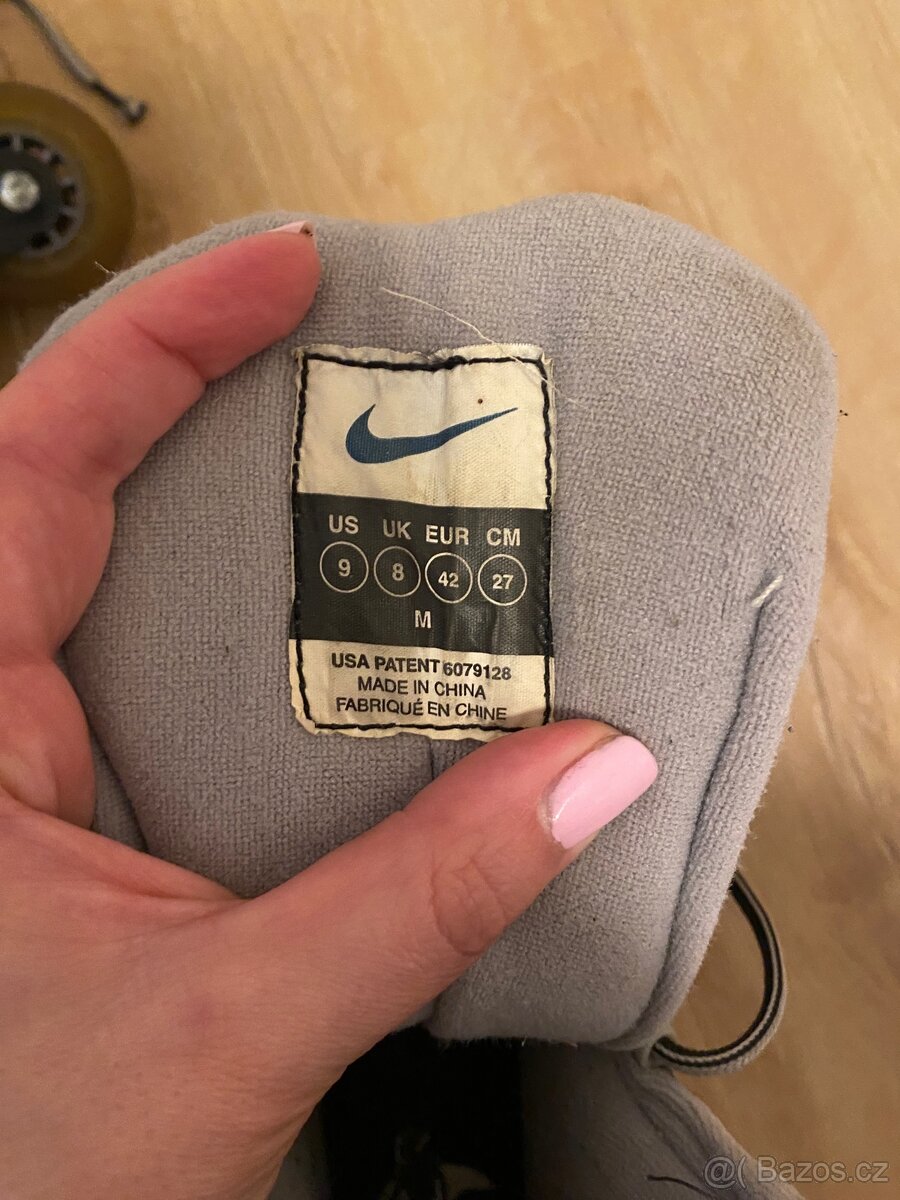 US UK EUR CM
9 8 42 27
M
USA PATENT 6079128
MADE IN CHINA
FABRIQUÉ EN CHINE
@( Bazos.cz